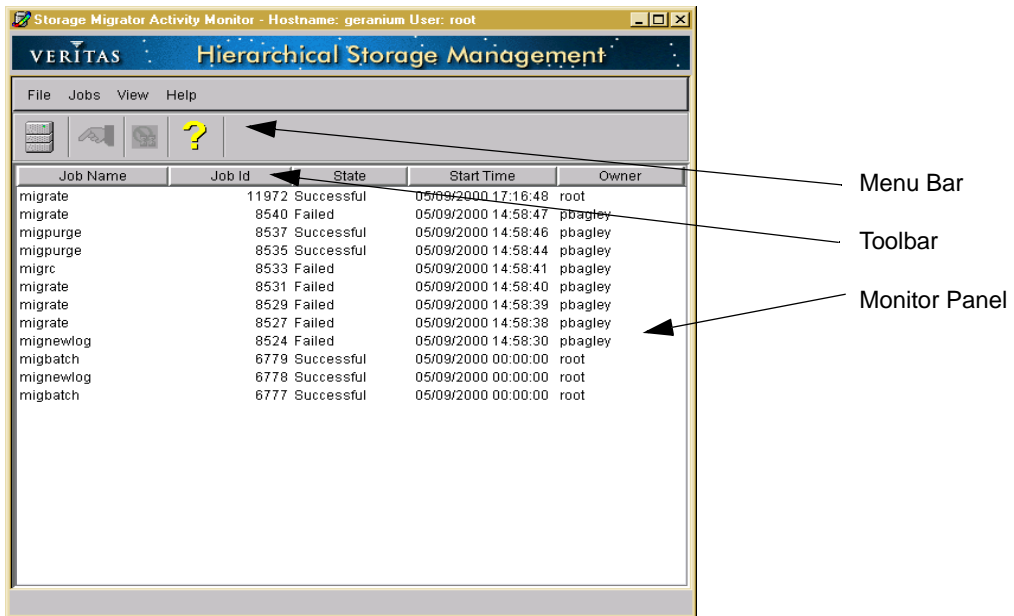 Storage Migrator Activity Monitor - Hostname: geranium User: root
VERITAS Hierarchical Storage Management
File Jobs View Help
Job Name Job Id State Start Time Owner
migrate 11972 Successful 05/09/2000 17:16:48 root
migrate 8540 Failed 05/09/2000 14:58:47 pbagley
migpurge 8537 Successful 05/09/2000 14:58:46 pbagley
migpurge 8535 Successful 05/09/2000 14:58:44 pbagley
migrc 8533 Failed 05/09/2000 14:58:41 pbagley
migrate 8531 Failed 05/09/2000 14:58:40 pbagley
migrate 8529 Failed 05/09/2000 14:58:39 pbagley
migrate 8527 Failed 05/09/2000 14:58:38 pbagley
mignewlog 8524 Failed 05/09/2000 14:58:30 pbagley
migbatch 6779 Successful 05/09/2000 00:00:00 root
mignewlog 6778 Successful 05/09/2000 00:00:00 root
migbatch 6777 Successful 05/09/2000 00:00:00 root
Menu Bar
Toolbar
Monitor Panel